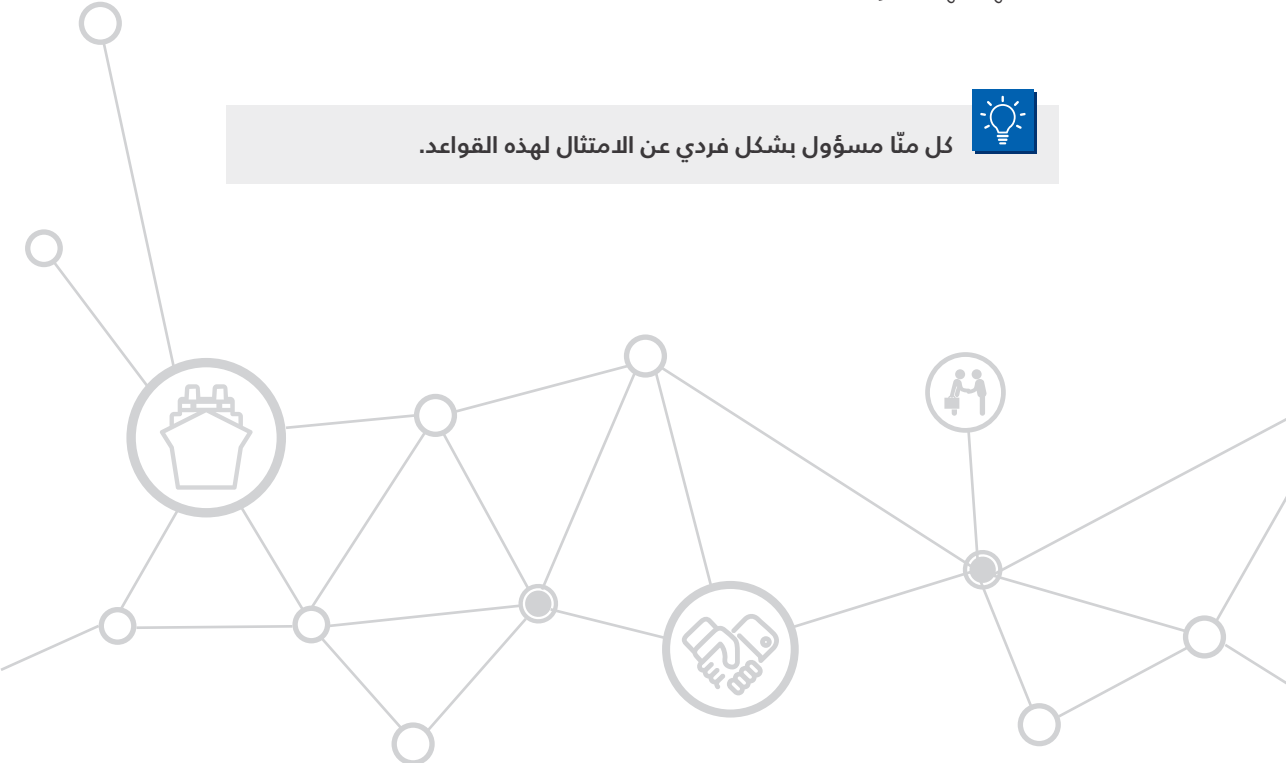 كل منّا مسؤول بشكل فردي عن الامتثال لهذه القواعد.